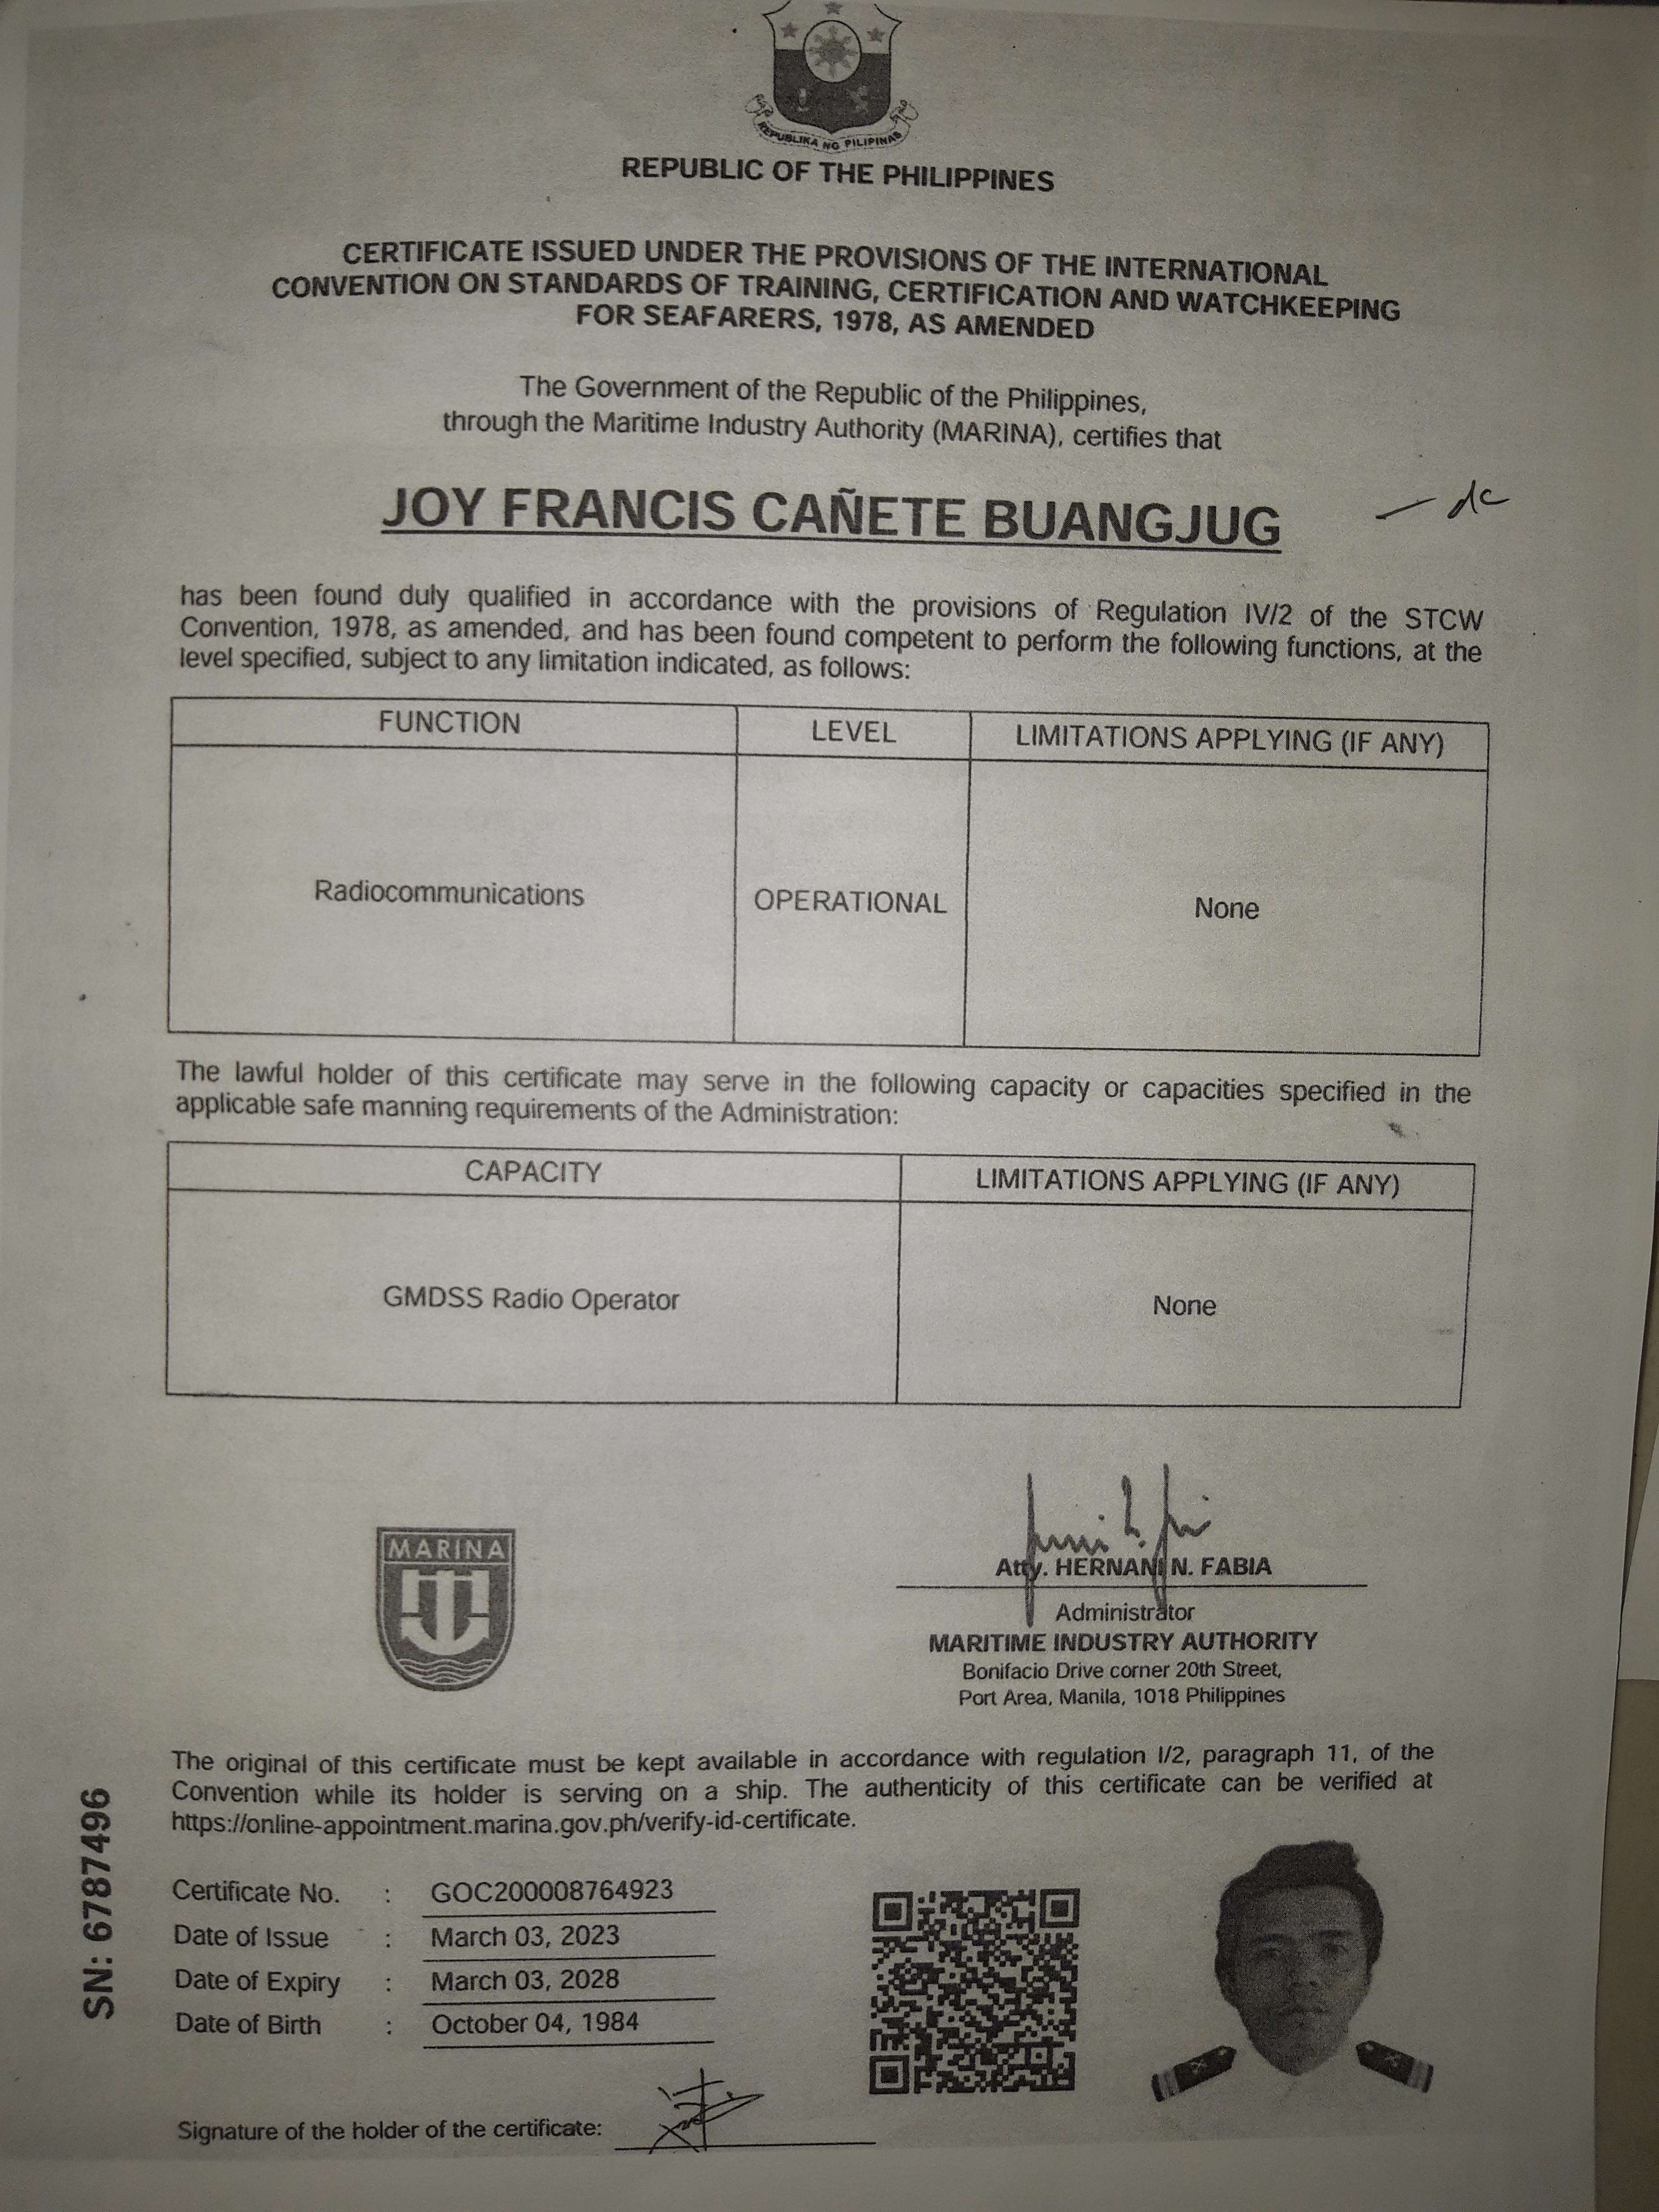 REPUBLIKA NG PILIPINAS
REPUBLIC OF THE PHILIPPINES
CERTIFICATE ISSUED UNDER THE PROVISIONS OF THE INTERNATIONAL
CONVENTION ON STANDARDS OF TRAINING, CERTIFICATION AND WATCHKEEPING
FOR SEAFARERS, 1978, AS AMENDED
The Government of the Republic of the Philippines,
through the Maritime Industry Authority (MARINA), certifies that
JOY FRANCIS CAÑETE BUANGJUG
has been found duly qualified in accordance with the provisions of Regulation IV/2 of the STCW
Convention, 1978, as amended, and has been found competent to perform the following functions, at the
level specified, subject to any limitation indicated, as follows:
FUNCTION LEVEL LIMITATIONS APPLYING (IF ANY)
Radiocommunications OPERATIONAL None
The lawful holder of this certificate may serve in the following capacity or capacities specified in the
applicable safe manning requirements of the Administration:
CAPACITY LIMITATIONS APPLYING (IF ANY)
GMDSS Radio Operator None
MARINA
Atty. HERNANI N. FABIA
Administrator
MARITIME INDUSTRY AUTHORITY
Bonifacio Drive corner 20th Street,
Port Area, Manila, 1018 Philippines
The original of this certificate must be kept available in accordance with regulation I/2, paragraph 11, of the
Convention while its holder is serving on a ship. The authenticity of this certificate can be verified at
https://online-appointment.marina.gov.ph/verify-id-certificate.
SN: 6787496
Certificate No. : GOC200008764923
Date of Issue : March 03, 2023
Date of Expiry : March 03, 2028
Date of Birth : October 04, 1984
Signature of the holder of the certificate: